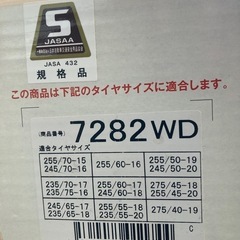 S
JASAA
JASA 432
規格品
この商品は下記のタイヤサイズに適合します。
(商品番号) 7282WD
適合タイヤサイズ
255/70-15 255/60-16 255/50-19
245/70-16 245/50-20
235/70-17 235/60-17 275/45-18
235/75-16 255/60-17 255/45-20
245/65-17 255/55-18 275/40-19
235/65-18 235/55-20
C